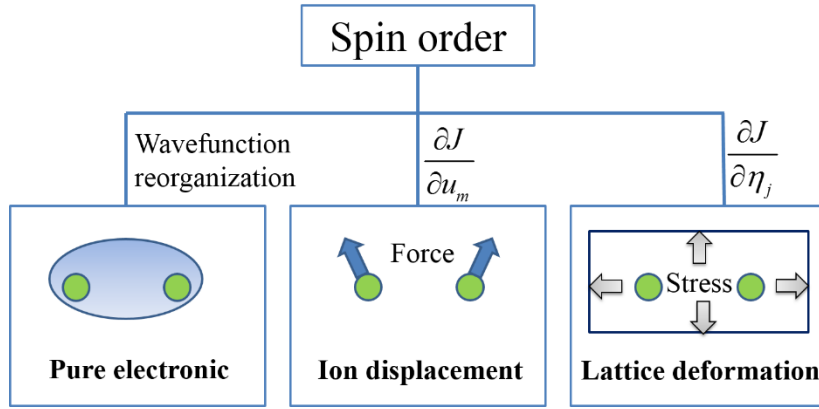 Spin order
Wavefunction
reorganization
∂J
∂u_m
∂J
∂η_j
Force
Stress
Pure electronic
Ion displacement
Lattice deformation